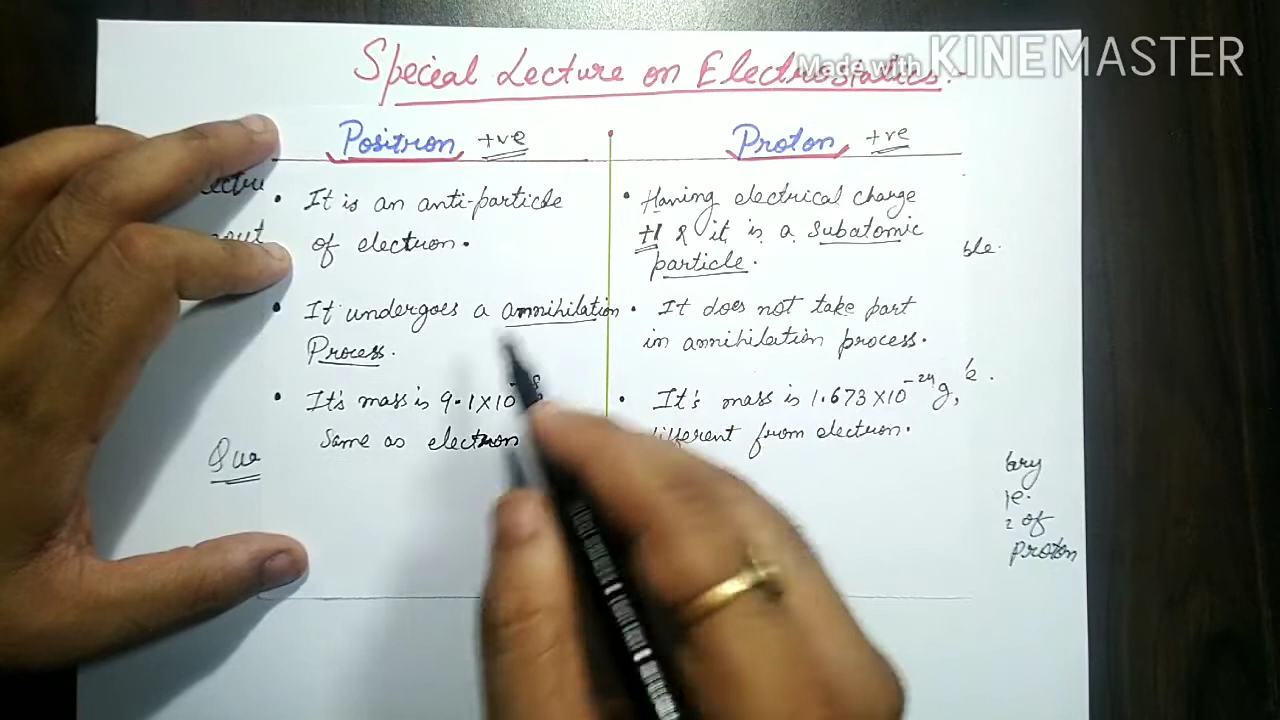 Special Lecture on Electrostatics:-
Made with KINEMASTER
Positron +ve
Proton +ve
• It is an anti-particle
of electron.
• It undergoes a annihilation
Process.
• It's mass is 9.1×10
Same as electron
• Having electrical charge
+1 & it is a subatomic
particle.
• It does not take part
in annihilation process.
• It's mass is 1.673×10⁻²⁴g,
different from electron.
ble.
of
Proton